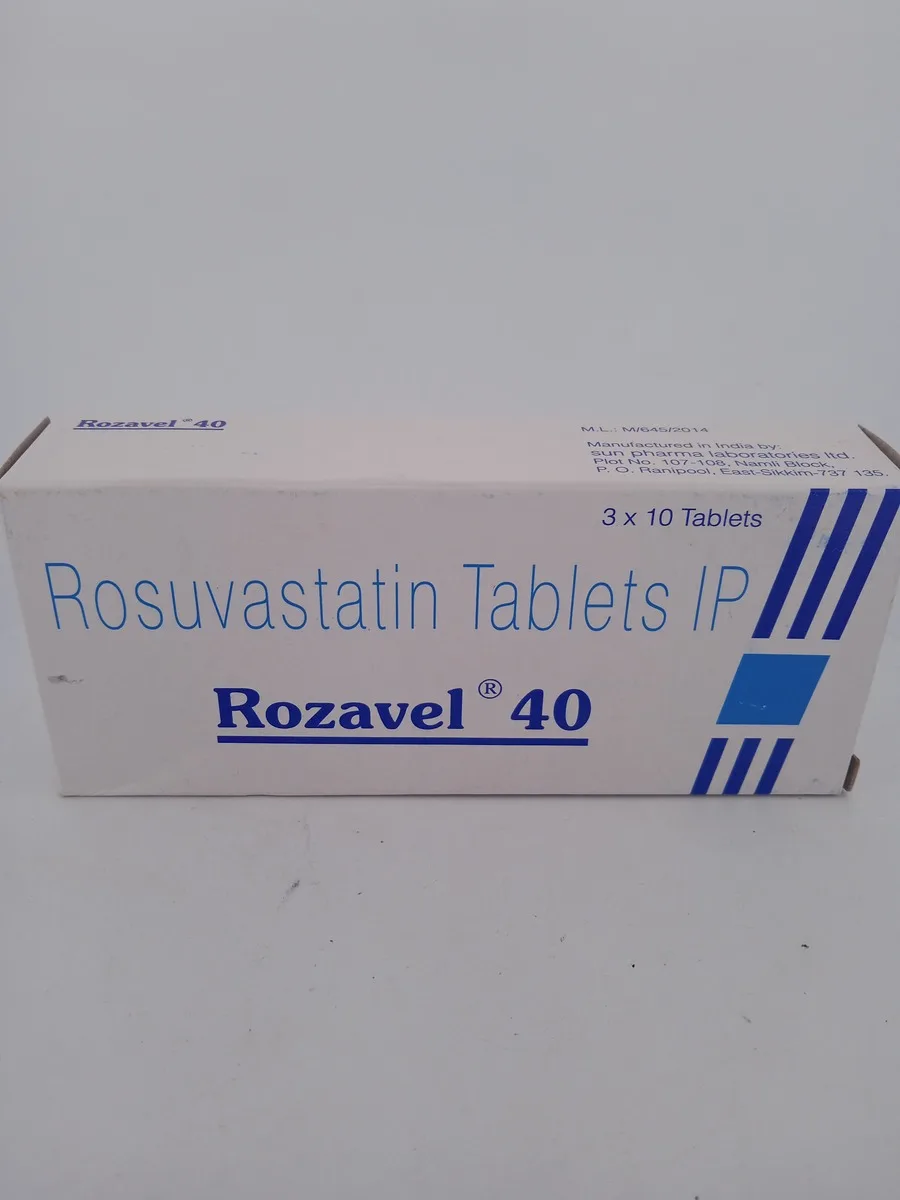 Rozavel® 40
M.L.: M/645/2014
Manufactured in India by:
sun pharma laboratories ltd.
Plot No. 107-108, Namli Block,
P. O. Ranipool, East-Sikkim-737 135.
3 x 10 Tablets
Rosuvastatin Tablets IP
Rozavel® 40